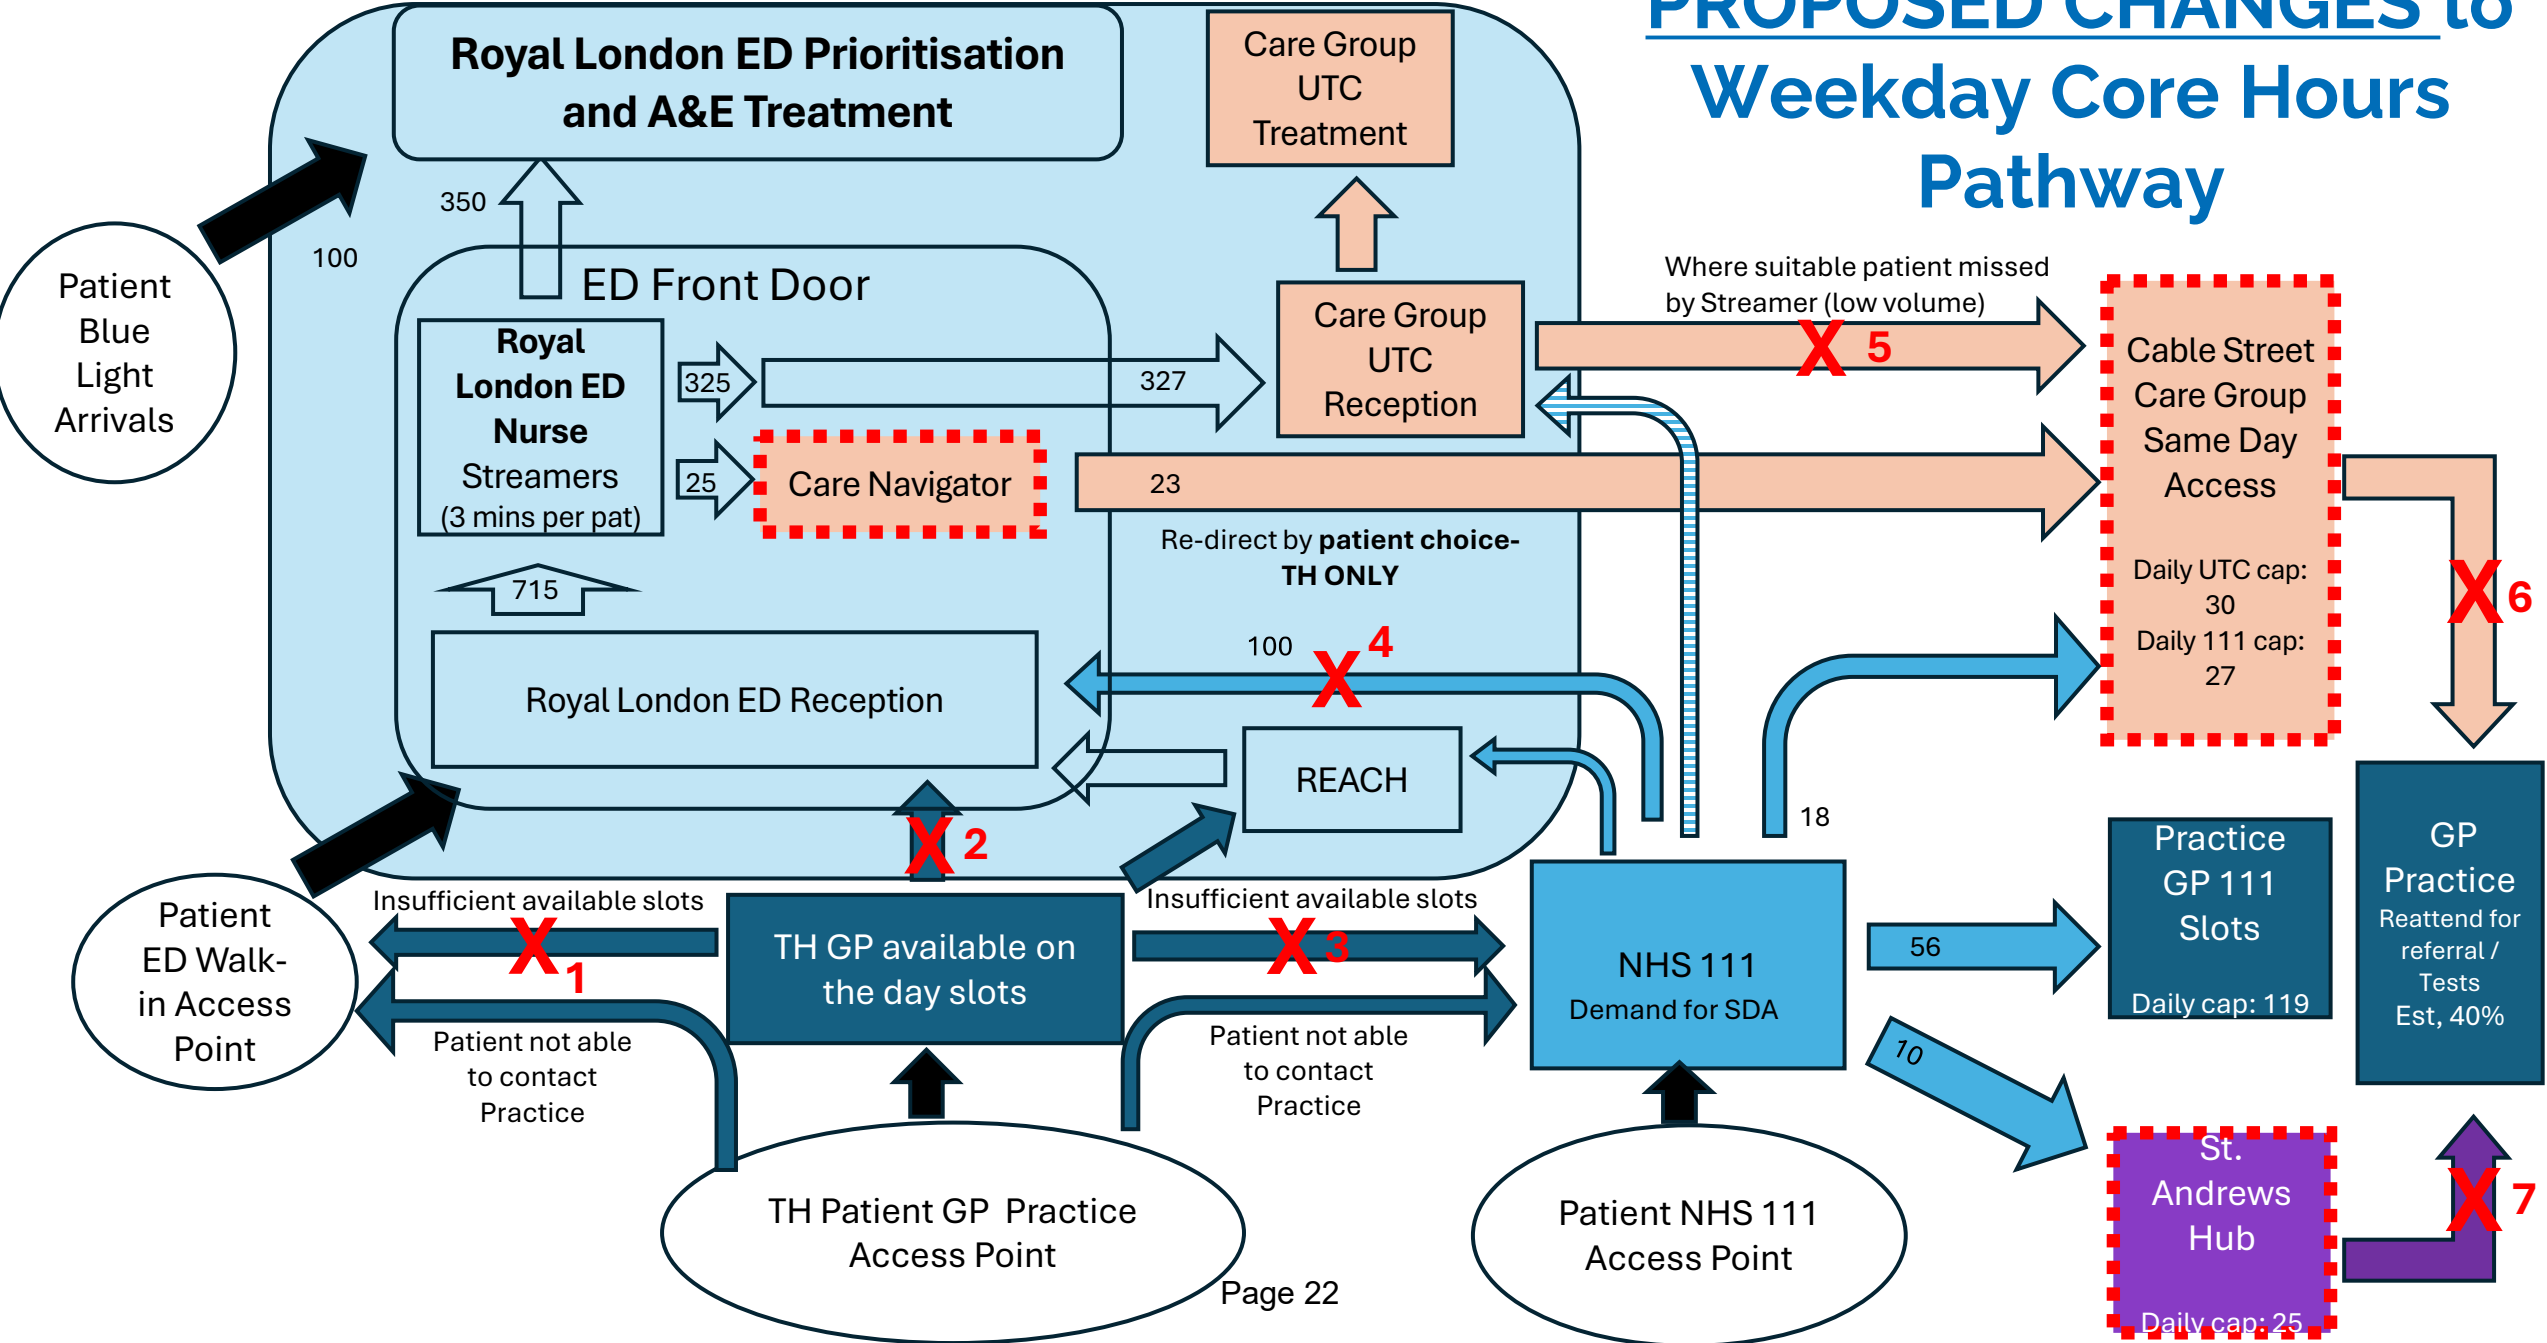 PROPOSED CHANGES to
Weekday Core Hours
Pathway
Royal London ED Prioritisation
and A&E Treatment
Care Group
UTC
Treatment
350
100
Patient
Blue
Light
Arrivals
ED Front Door
Royal
London ED
Nurse
Streamers
(3 mins per pat)
325
327
25
Care Navigator
23
Care Group
UTC
Reception
Where suitable patient missed
by Streamer (low volume)
X 5
Cable Street
Care Group
Same Day
Access
Daily UTC cap:
30
Daily 111 cap:
27
X 6
Re-direct by patient choice-
TH ONLY
715
Royal London ED Reception
100
X 4
REACH
18
X 2
Patient
ED Walk-
in Access
Point
Insufficient available slots
X 1
Patient not able
to contact
Practice
TH GP available on
the day slots
Insufficient available slots
X 3
Patient not able
to contact
Practice
NHS 111
Demand for SDA
56
10
Practice
GP 111
Slots
Daily cap: 119
GP
Practice
Reattend for
referral /
Tests
Est, 40%
TH Patient GP Practice
Access Point
Patient NHS 111
Access Point
St.
Andrews
Hub
Daily cap: 25
X 7
Page 22